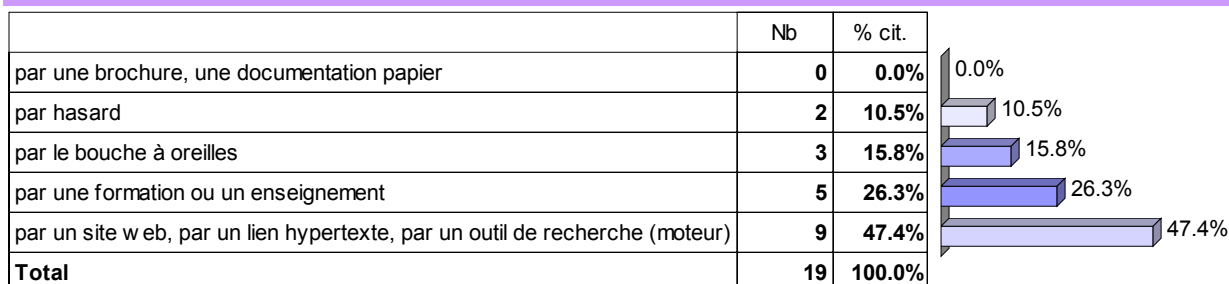 Nb % cit.
par une brochure, une documentation papier 0 0.0% 0.0%
par hasard 2 10.5% 10.5%
par le bouche à oreilles 3 15.8% 15.8%
par une formation ou un enseignement 5 26.3% 26.3%
par un site web, par un lien hypertexte, par un outil de recherche (moteur) 9 47.4% 47.4%
Total 19 100.0%